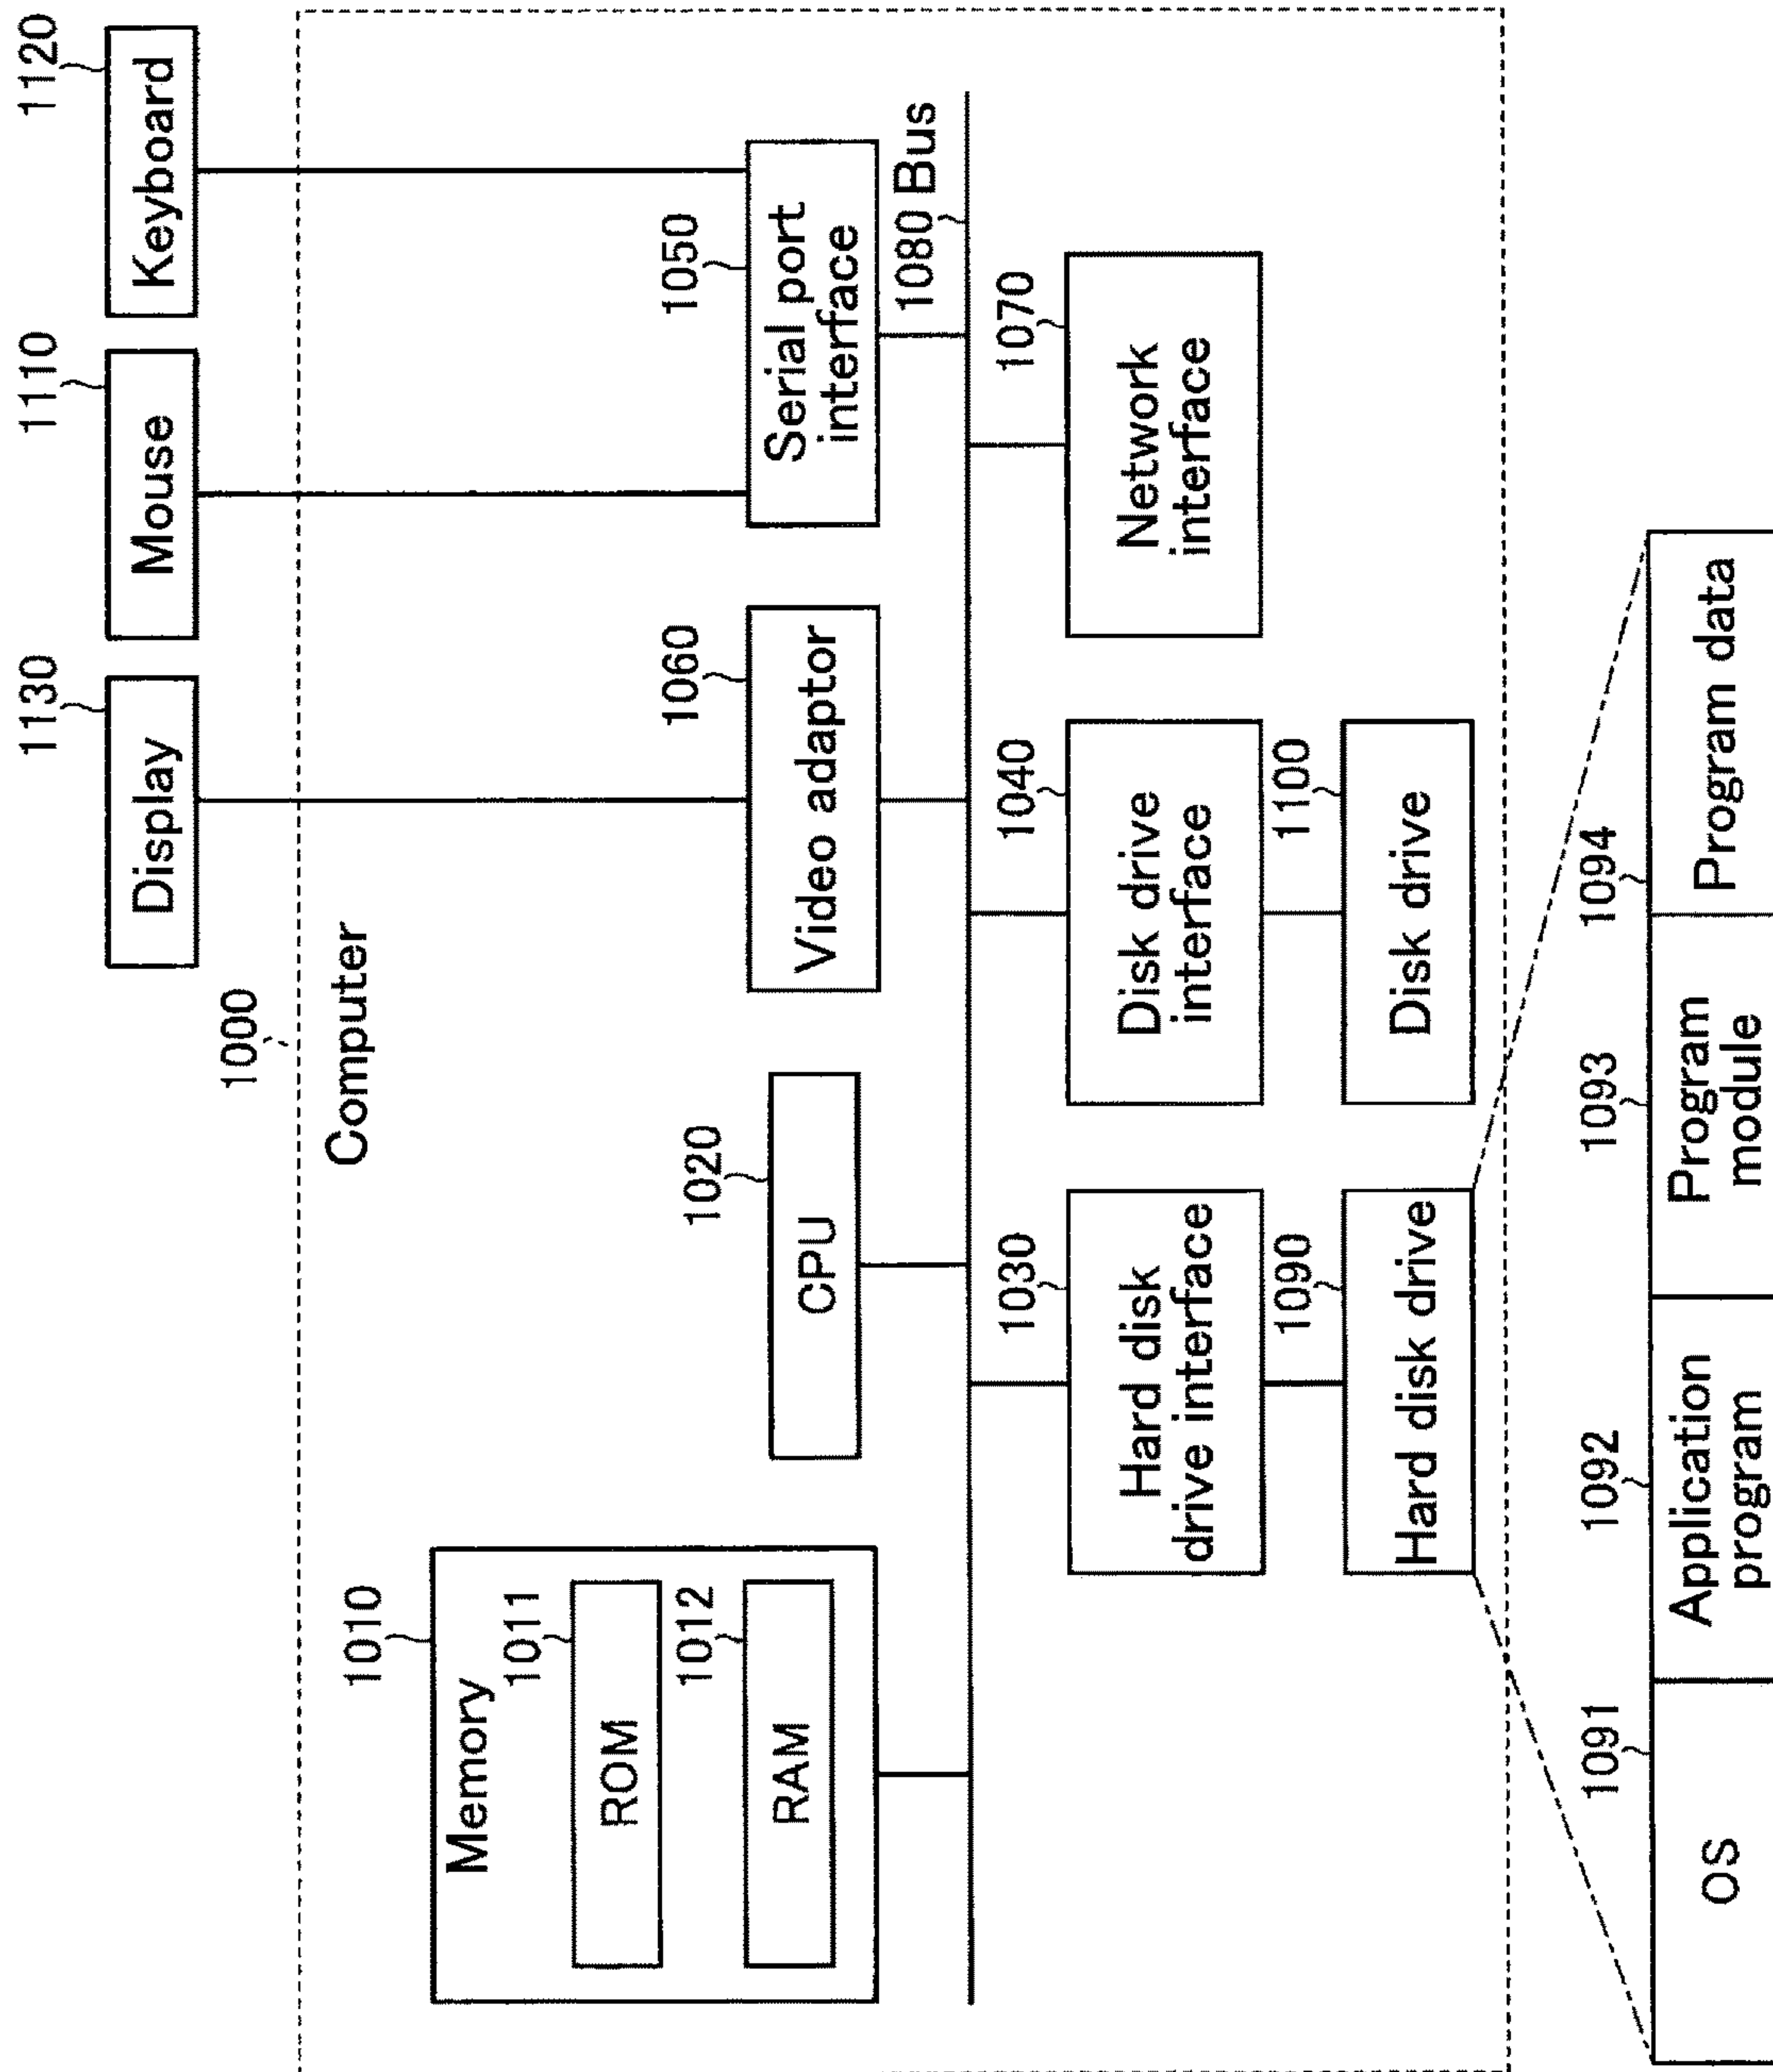 1130
Display
1110
Mouse
1120
Keyboard
1000
Computer
1010
Memory
1011
ROM
1012
RAM
1020
CPU
1060
Video adaptor
1050
Serial port
interface
1080 Bus
1030
Hard disk
drive interface
1040
Disk drive
interface
1070
Network
interface
1090
Hard disk drive
1100
Disk drive
1091
OS
1092
Application
program
1093
Program
module
1094
Program data